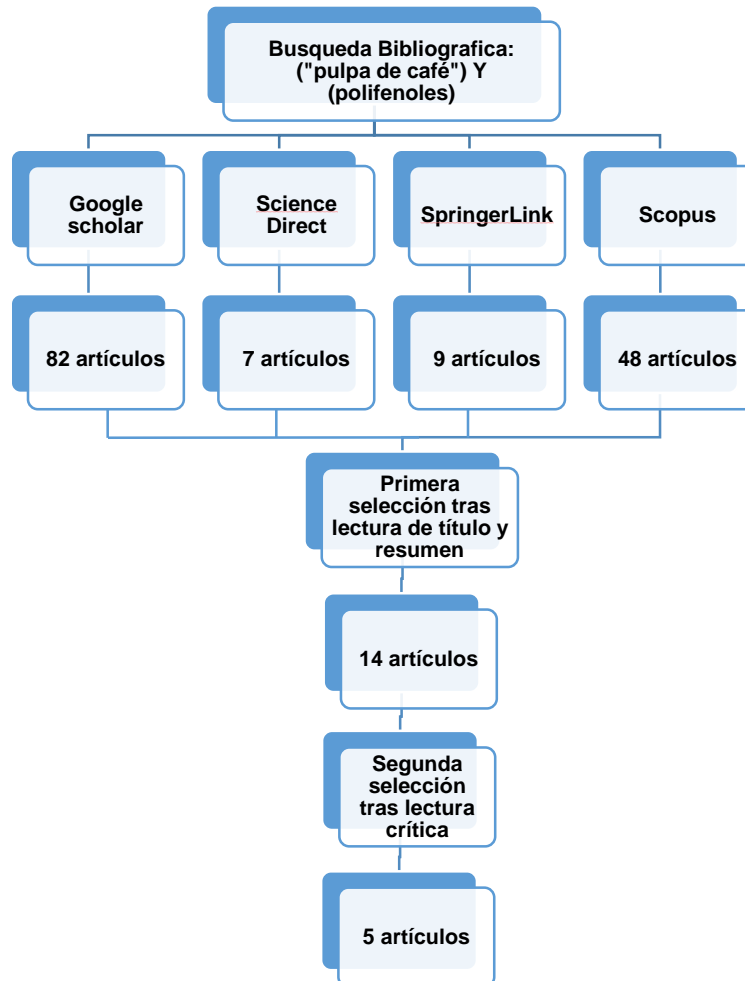 Busqueda Bibliografica:
("pulpa de café") Y
(polifenoles)
Google
scholar
Science
Direct
SpringerLink
Scopus
82 artículos
7 artículos
9 artículos
48 artículos
Primera
selección tras
lectura de título y
resumen
14 artículos
Segunda
selección
tras lectura
crítica
5 artículos